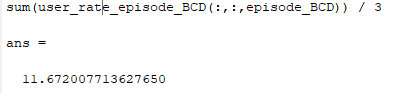 sum(user_rate_episode_BCD(:,:,episode_BCD)) / 3
ans =
11.672007713627650